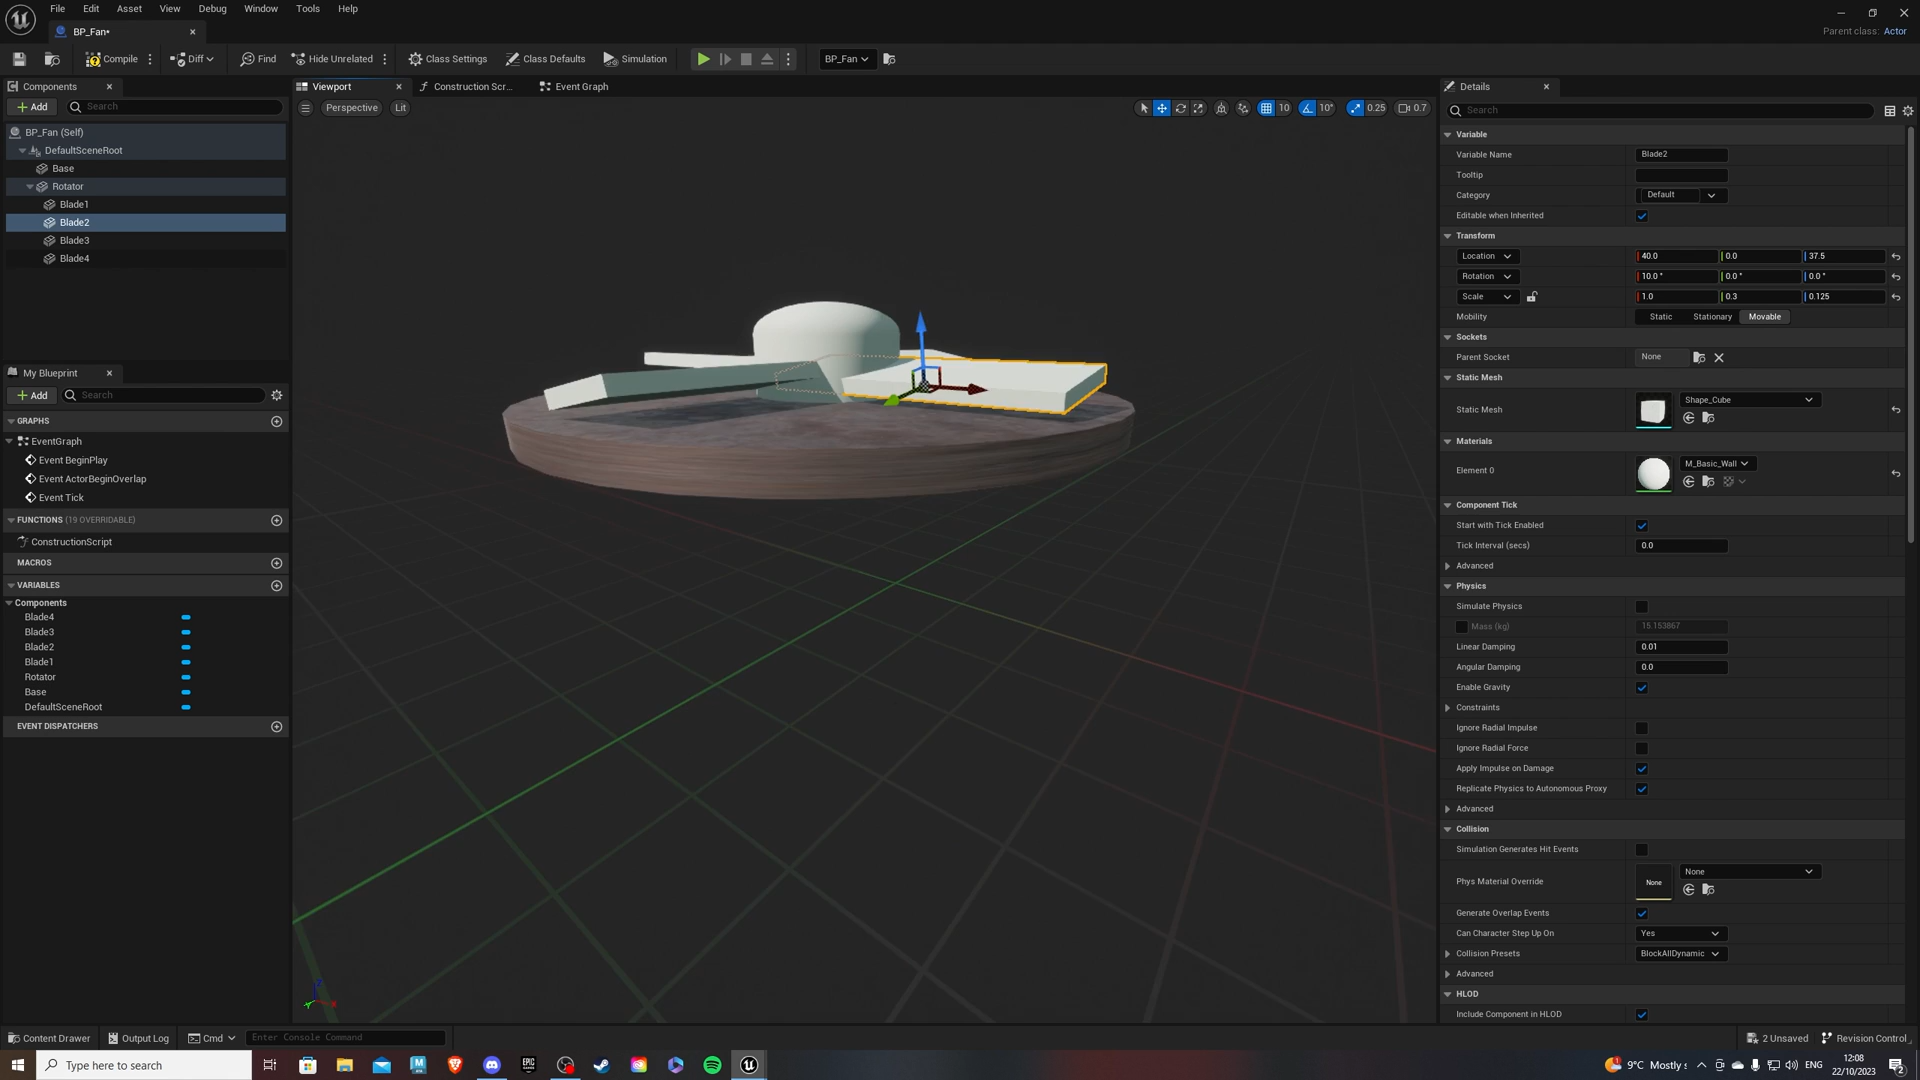 File Edit Asset View Debug Window Tools Help
BP_Fan•
Parent class: Actor
Compile Diff Find Hide Unrelated Class Settings Class Defaults Simulation BP_Fan
Components
Add Search
BP_Fan (Self)
DefaultSceneRoot
Base
Rotator
Blade1
Blade2
Blade3
Blade4
My Blueprint
Add Search
GRAPHS
EventGraph
Event BeginPlay
Event ActorBeginOverlap
Event Tick
FUNCTIONS (19 OVERRIDABLE)
ConstructionScript
MACROS
VARIABLES
Components
Blade4
Blade3
Blade2
Blade1
Rotator
Base
DefaultSceneRoot
EVENT DISPATCHERS
Viewport Construction Scr... Event Graph
Perspective Lit 10 10° 0.25 0.7
Details
Search
Variable
Variable Name Blade2
Tooltip
Category Default
Editable when Inherited
Transform
Location 40.0 0.0 37.5
Rotation 10.0 ° 0.0 ° 0.0 °
Scale 1.0 0.3 0.125
Mobility Static Stationary Movable
Sockets
Parent Socket None
Static Mesh
Static Mesh Shape_Cube
Materials
Element 0 M_Basic_Wall
Component Tick
Start with Tick Enabled
Tick Interval (secs) 0.0
Advanced
Physics
Simulate Physics
Mass (kg) 15.153867
Linear Damping 0.01
Angular Damping 0.0
Enable Gravity
Constraints
Ignore Radial Impulse
Ignore Radial Force
Apply Impulse on Damage
Replicate Physics to Autonomous Proxy
Advanced
Collision
Simulation Generates Hit Events
Phys Material Override None None
Generate Overlap Events
Can Character Step Up On Yes
Collision Presets BlockAllDynamic
Advanced
HLOD
Include Component in HLOD
Content Drawer Output Log Cmd Enter Console Command 2 Unsaved Revision Control
Type here to search
9°C Mostly s ENG 12:08
22/10/2023